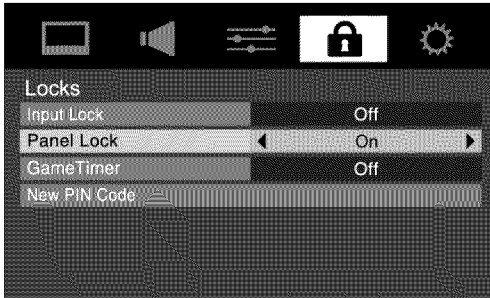 Locks
Input Lock Off
Panel Lock On
GameTimer Off
New PIN Code